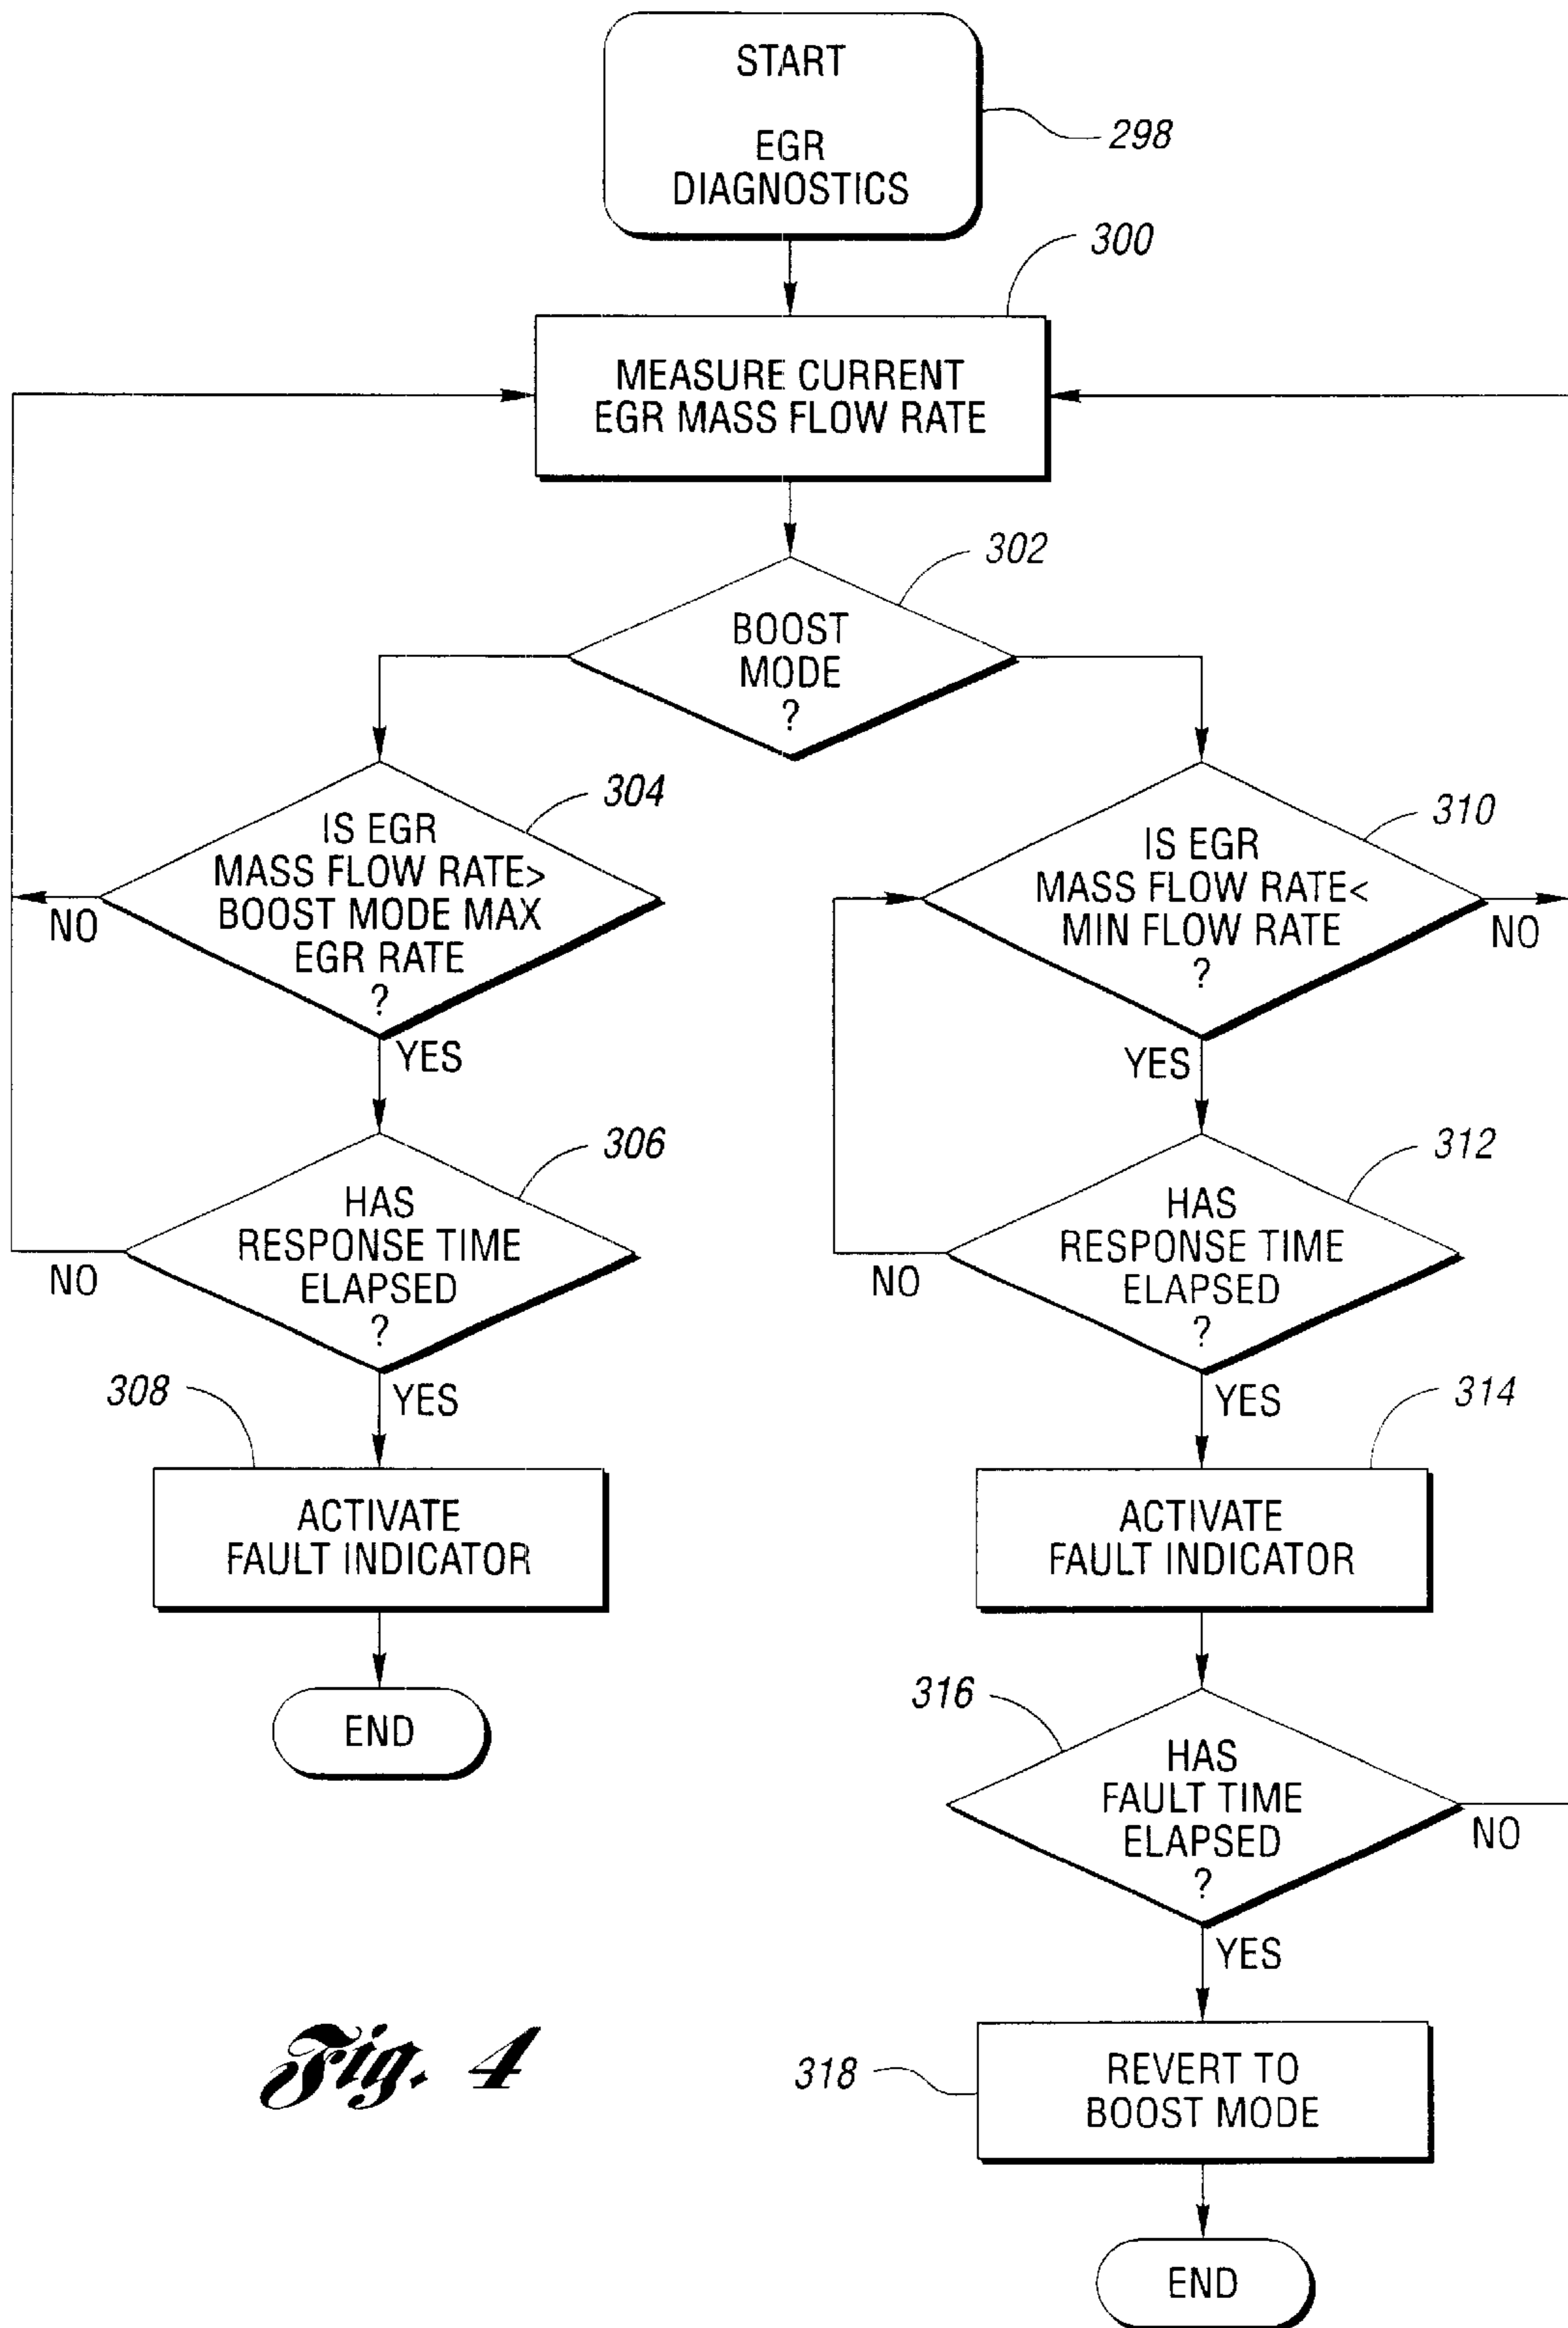 START
EGR
DIAGNOSTICS
298
300
MEASURE CURRENT
EGR MASS FLOW RATE
302
BOOST
MODE
?
304
IS EGR
MASS FLOW RATE>
BOOST MODE MAX
EGR RATE
?
NO
YES
306
HAS
RESPONSE TIME
ELAPSED
?
NO
YES
308
ACTIVATE
FAULT INDICATOR
END
310
IS EGR
MASS FLOW RATE<
MIN FLOW RATE
?
NO
YES
312
HAS
RESPONSE TIME
ELAPSED
?
NO
YES
314
ACTIVATE
FAULT INDICATOR
316
HAS
FAULT TIME
ELAPSED
?
NO
YES
318
REVERT TO
BOOST MODE
END
Fig. 4